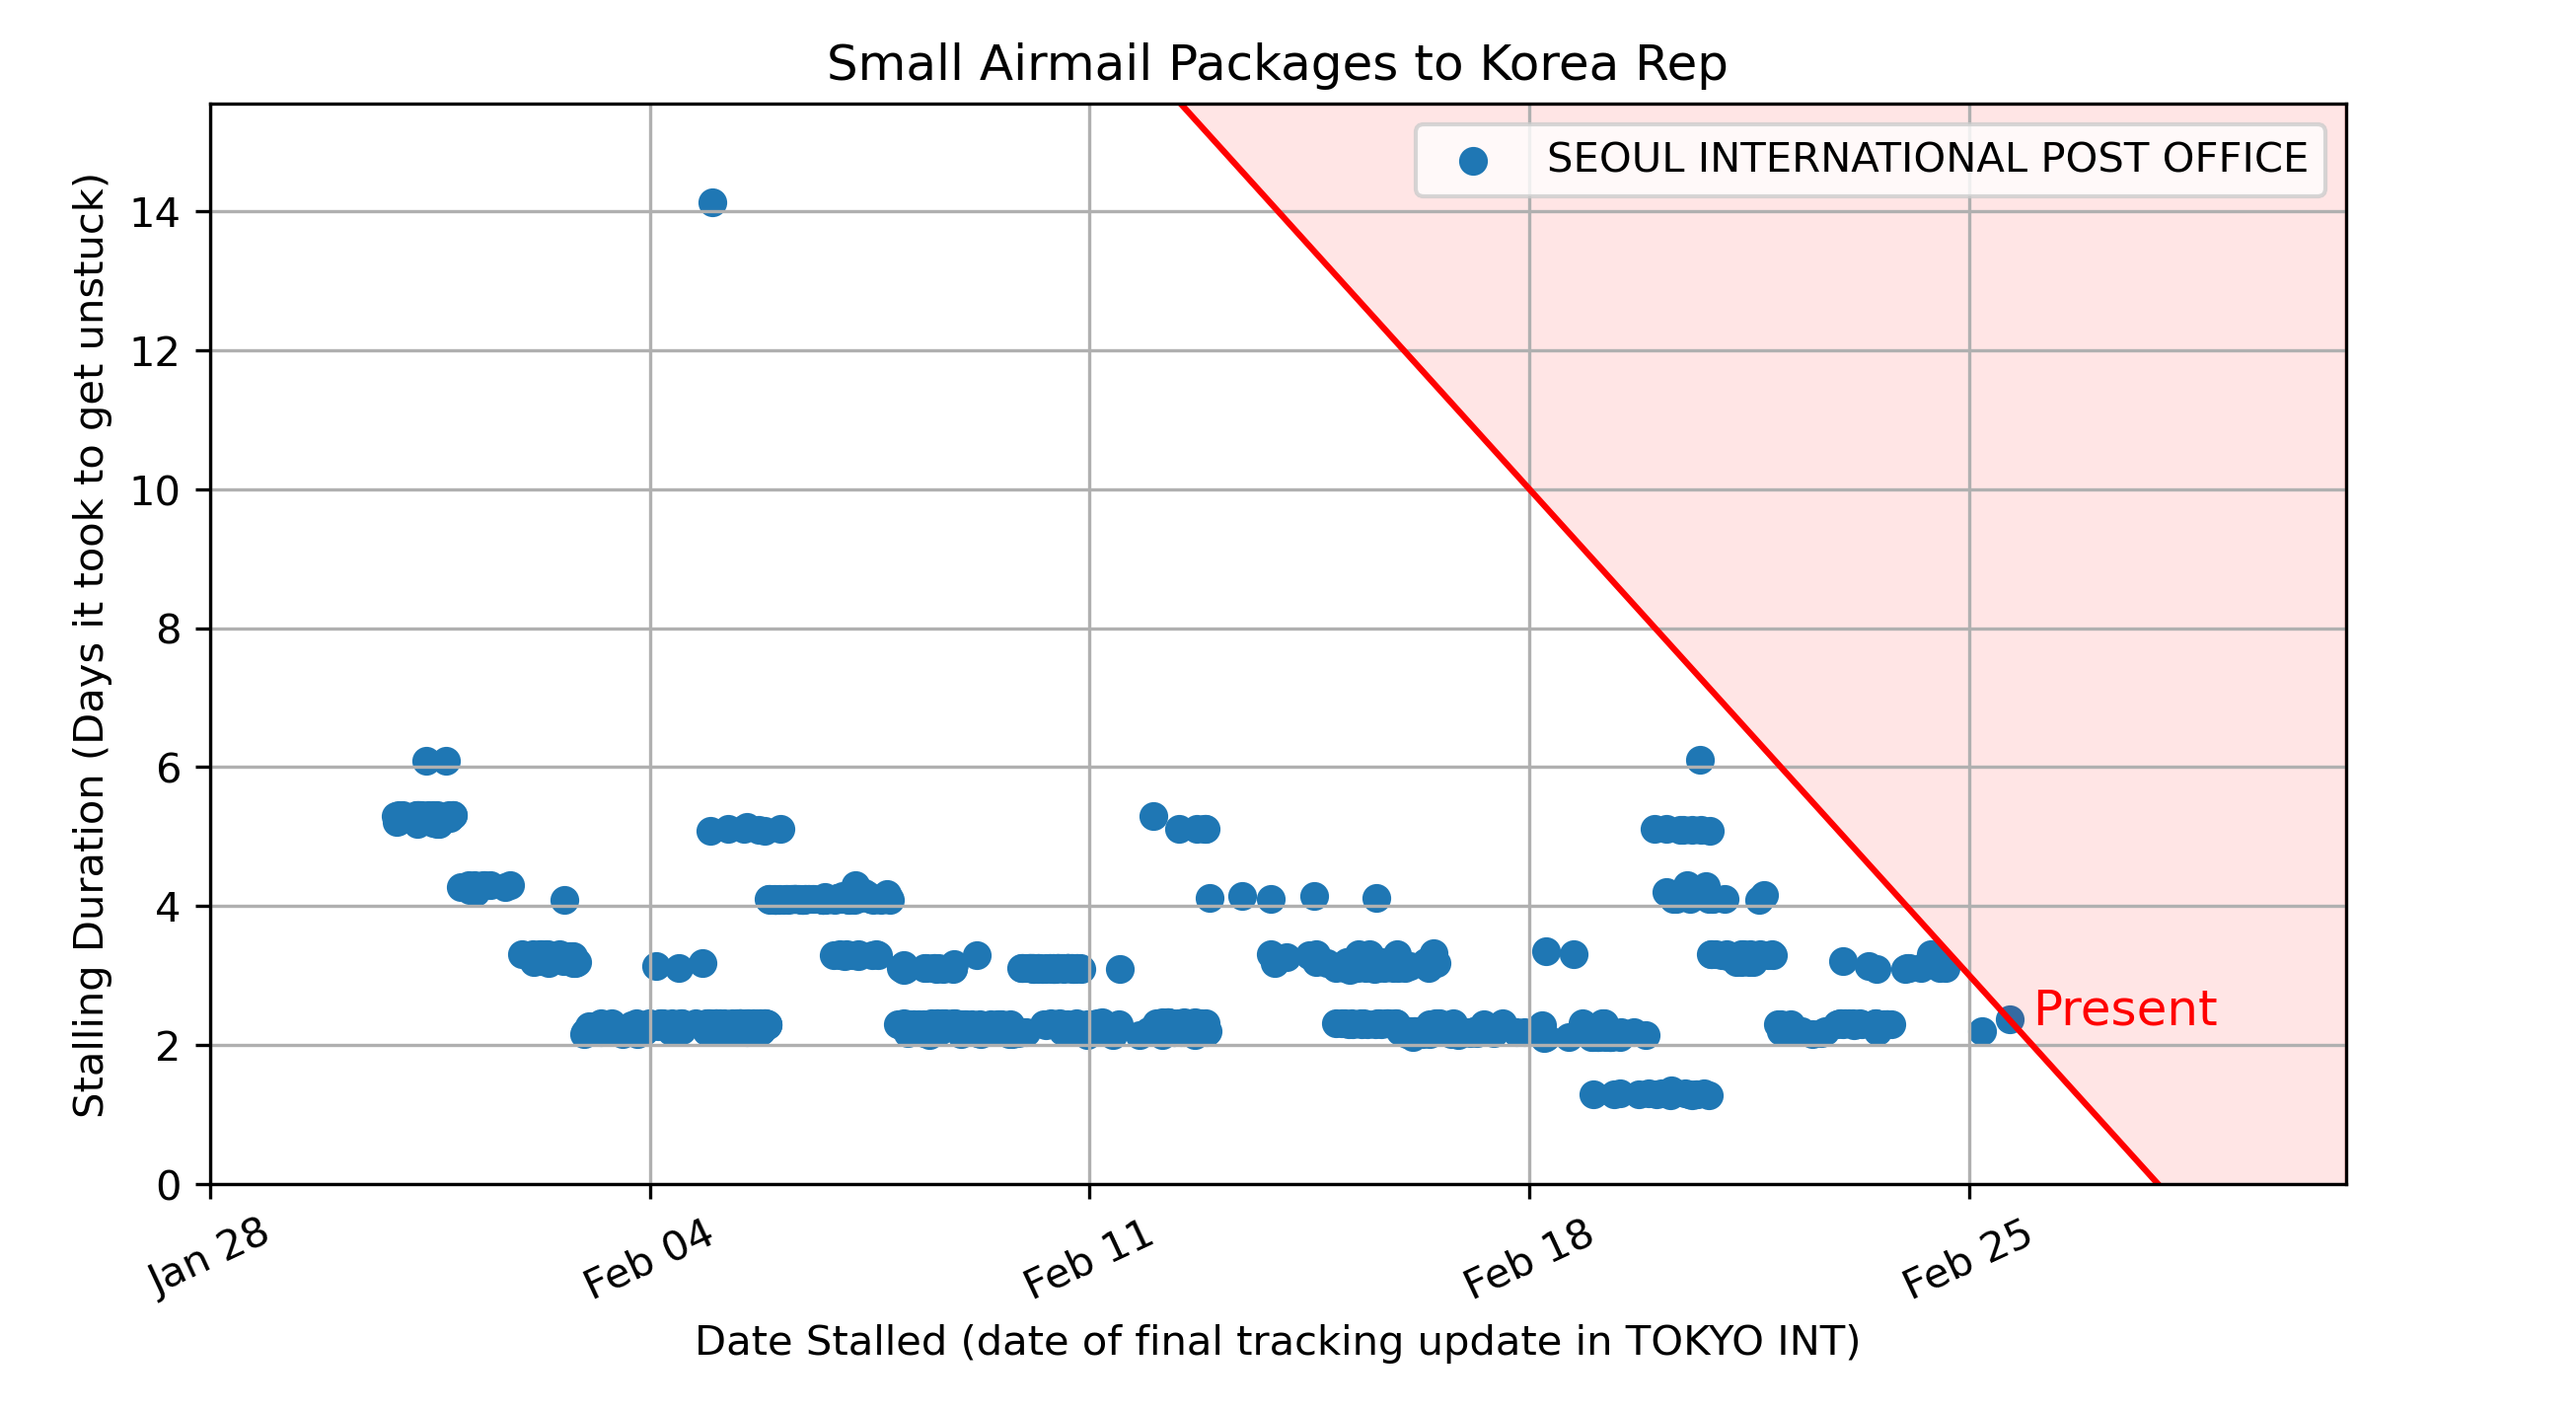 Small Airmail Packages to Korea Rep
SEOUL INTERNATIONAL POST OFFICE
Stalling Duration (Days it took to get unstuck)
14
12
10
8
6
4
2
0
Present
Jan 28
Feb 04
Feb 11
Feb 18
Feb 25
Date Stalled (date of final tracking update in TOKYO INT)